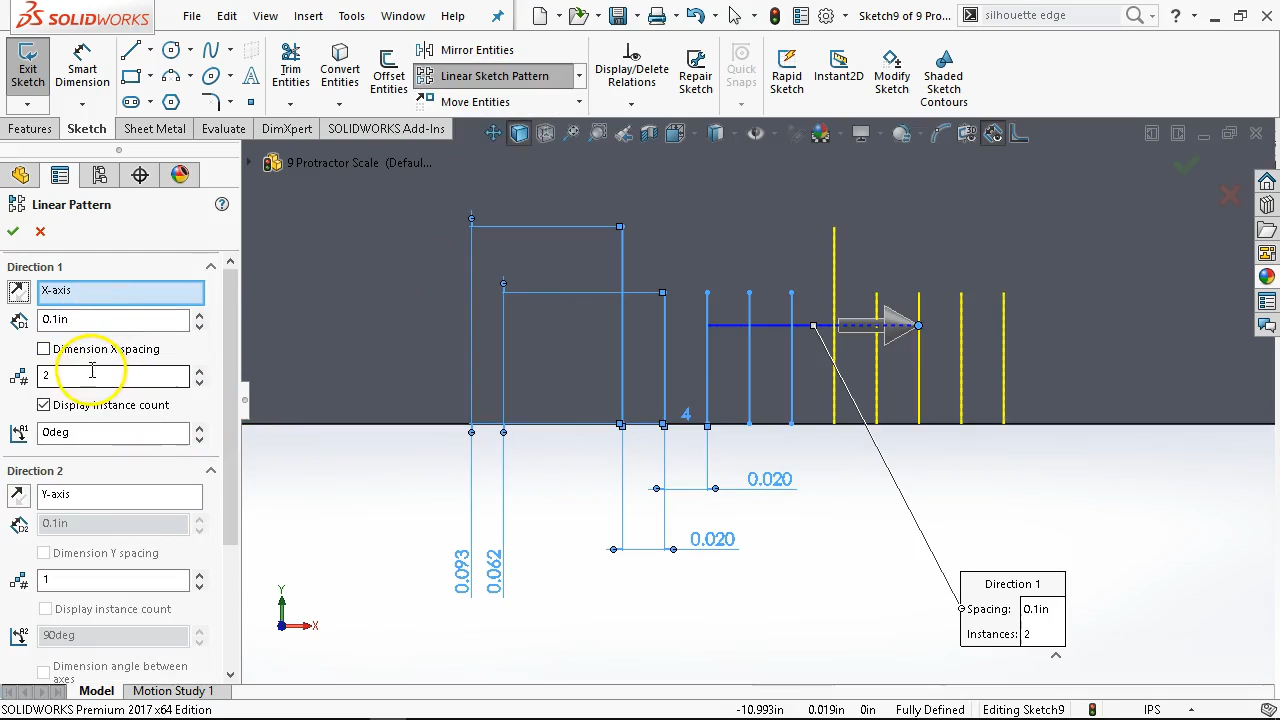 SOLIDWORKS
File Edit View Insert Tools Window Help
Sketch9 of 9 Pro...
silhouette edge
Exit Sketch
Smart Dimension
Trim Entities
Convert Entities
Offset Entities
Mirror Entities
Linear Sketch Pattern
Move Entities
Display/Delete Relations
Repair Sketch
Quick Snaps
Rapid Sketch
Instant2D
Modify Sketch
Shaded Sketch Contours
Features Sketch Sheet Metal Evaluate DimXpert SOLIDWORKS Add-Ins
9 Protractor Scale (Defaul...
Linear Pattern
Direction 1
X-axis
0.1in
Dimension X spacing
2
Display instance count
0deg
Direction 2
Y-axis
0.1in
Dimension Y spacing
1
Display instance count
90deg
Dimension angle between
axes
4
0.020
0.020
0.093
0.062
Y
X
Direction 1
Spacing: 0.1in
Instances: 2
Model Motion Study 1
SOLIDWORKS Premium 2017 x64 Edition
-10.993in 0.019in 0in Fully Defined Editing Sketch9 IPS